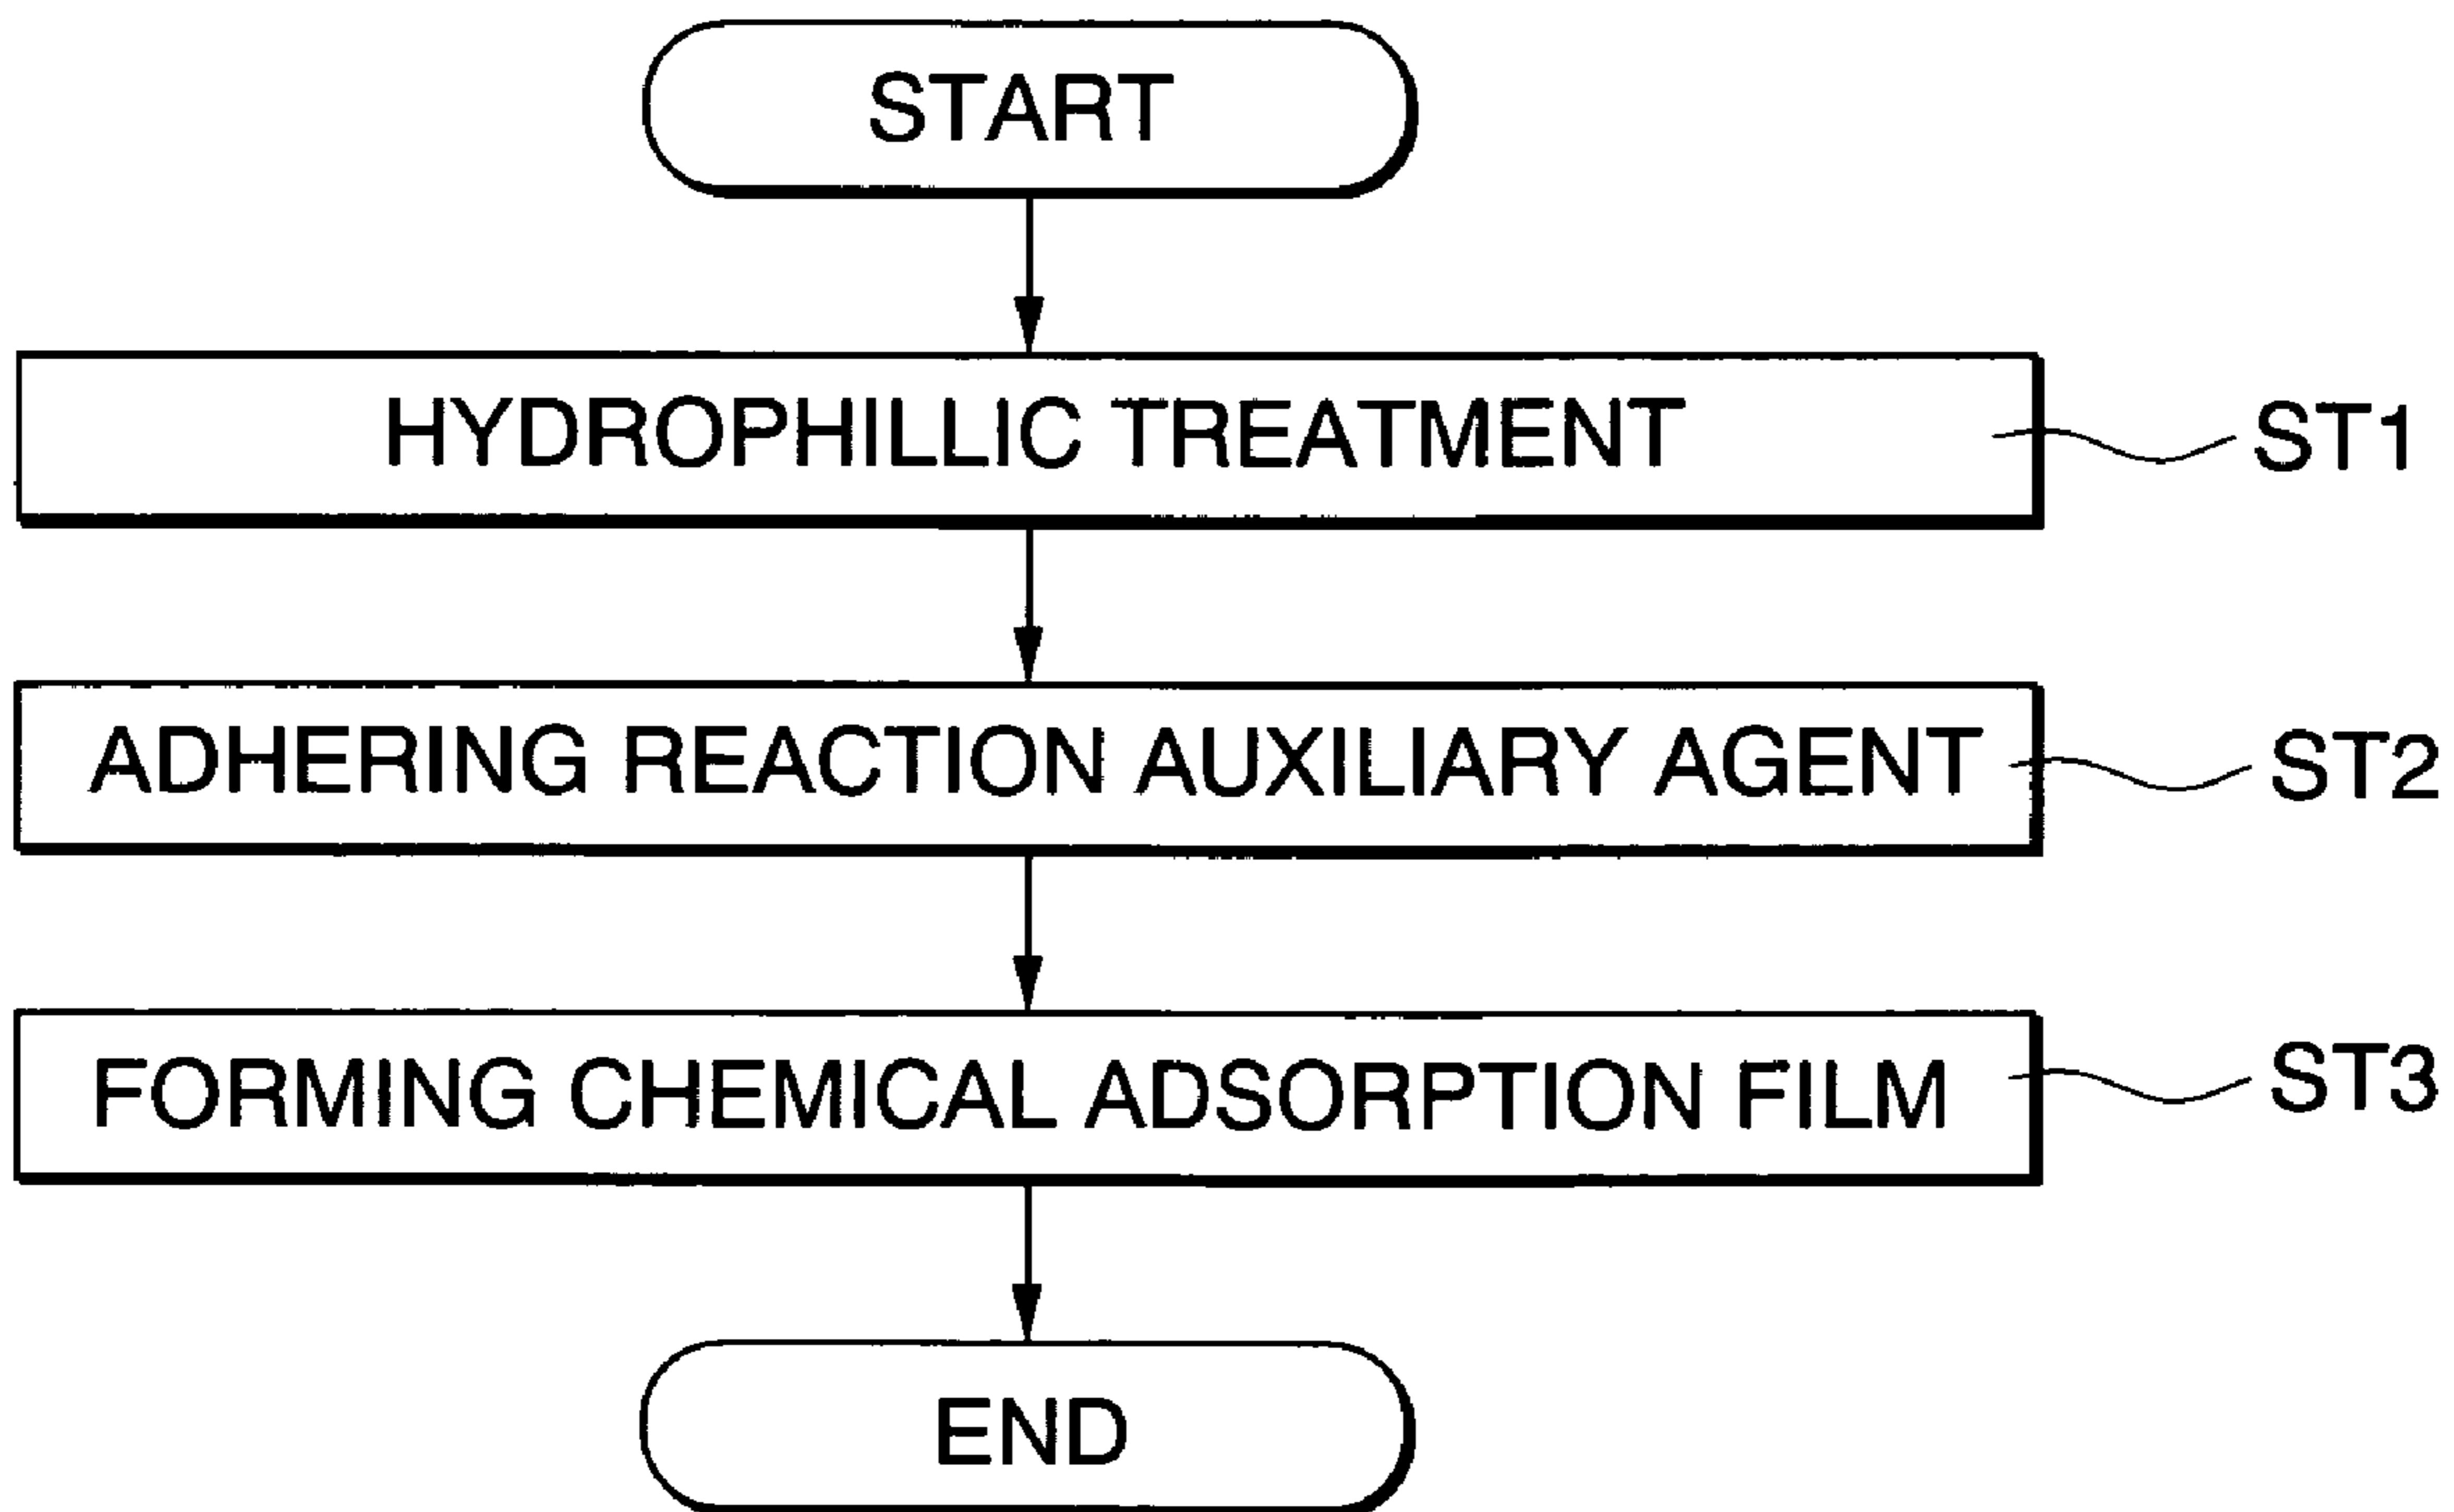 START
HYDROPHILLIC TREATMENT
ST1
ADHERING REACTION AUXILIARY AGENT
ST2
FORMING CHEMICAL ADSORPTION FILM
ST3
END